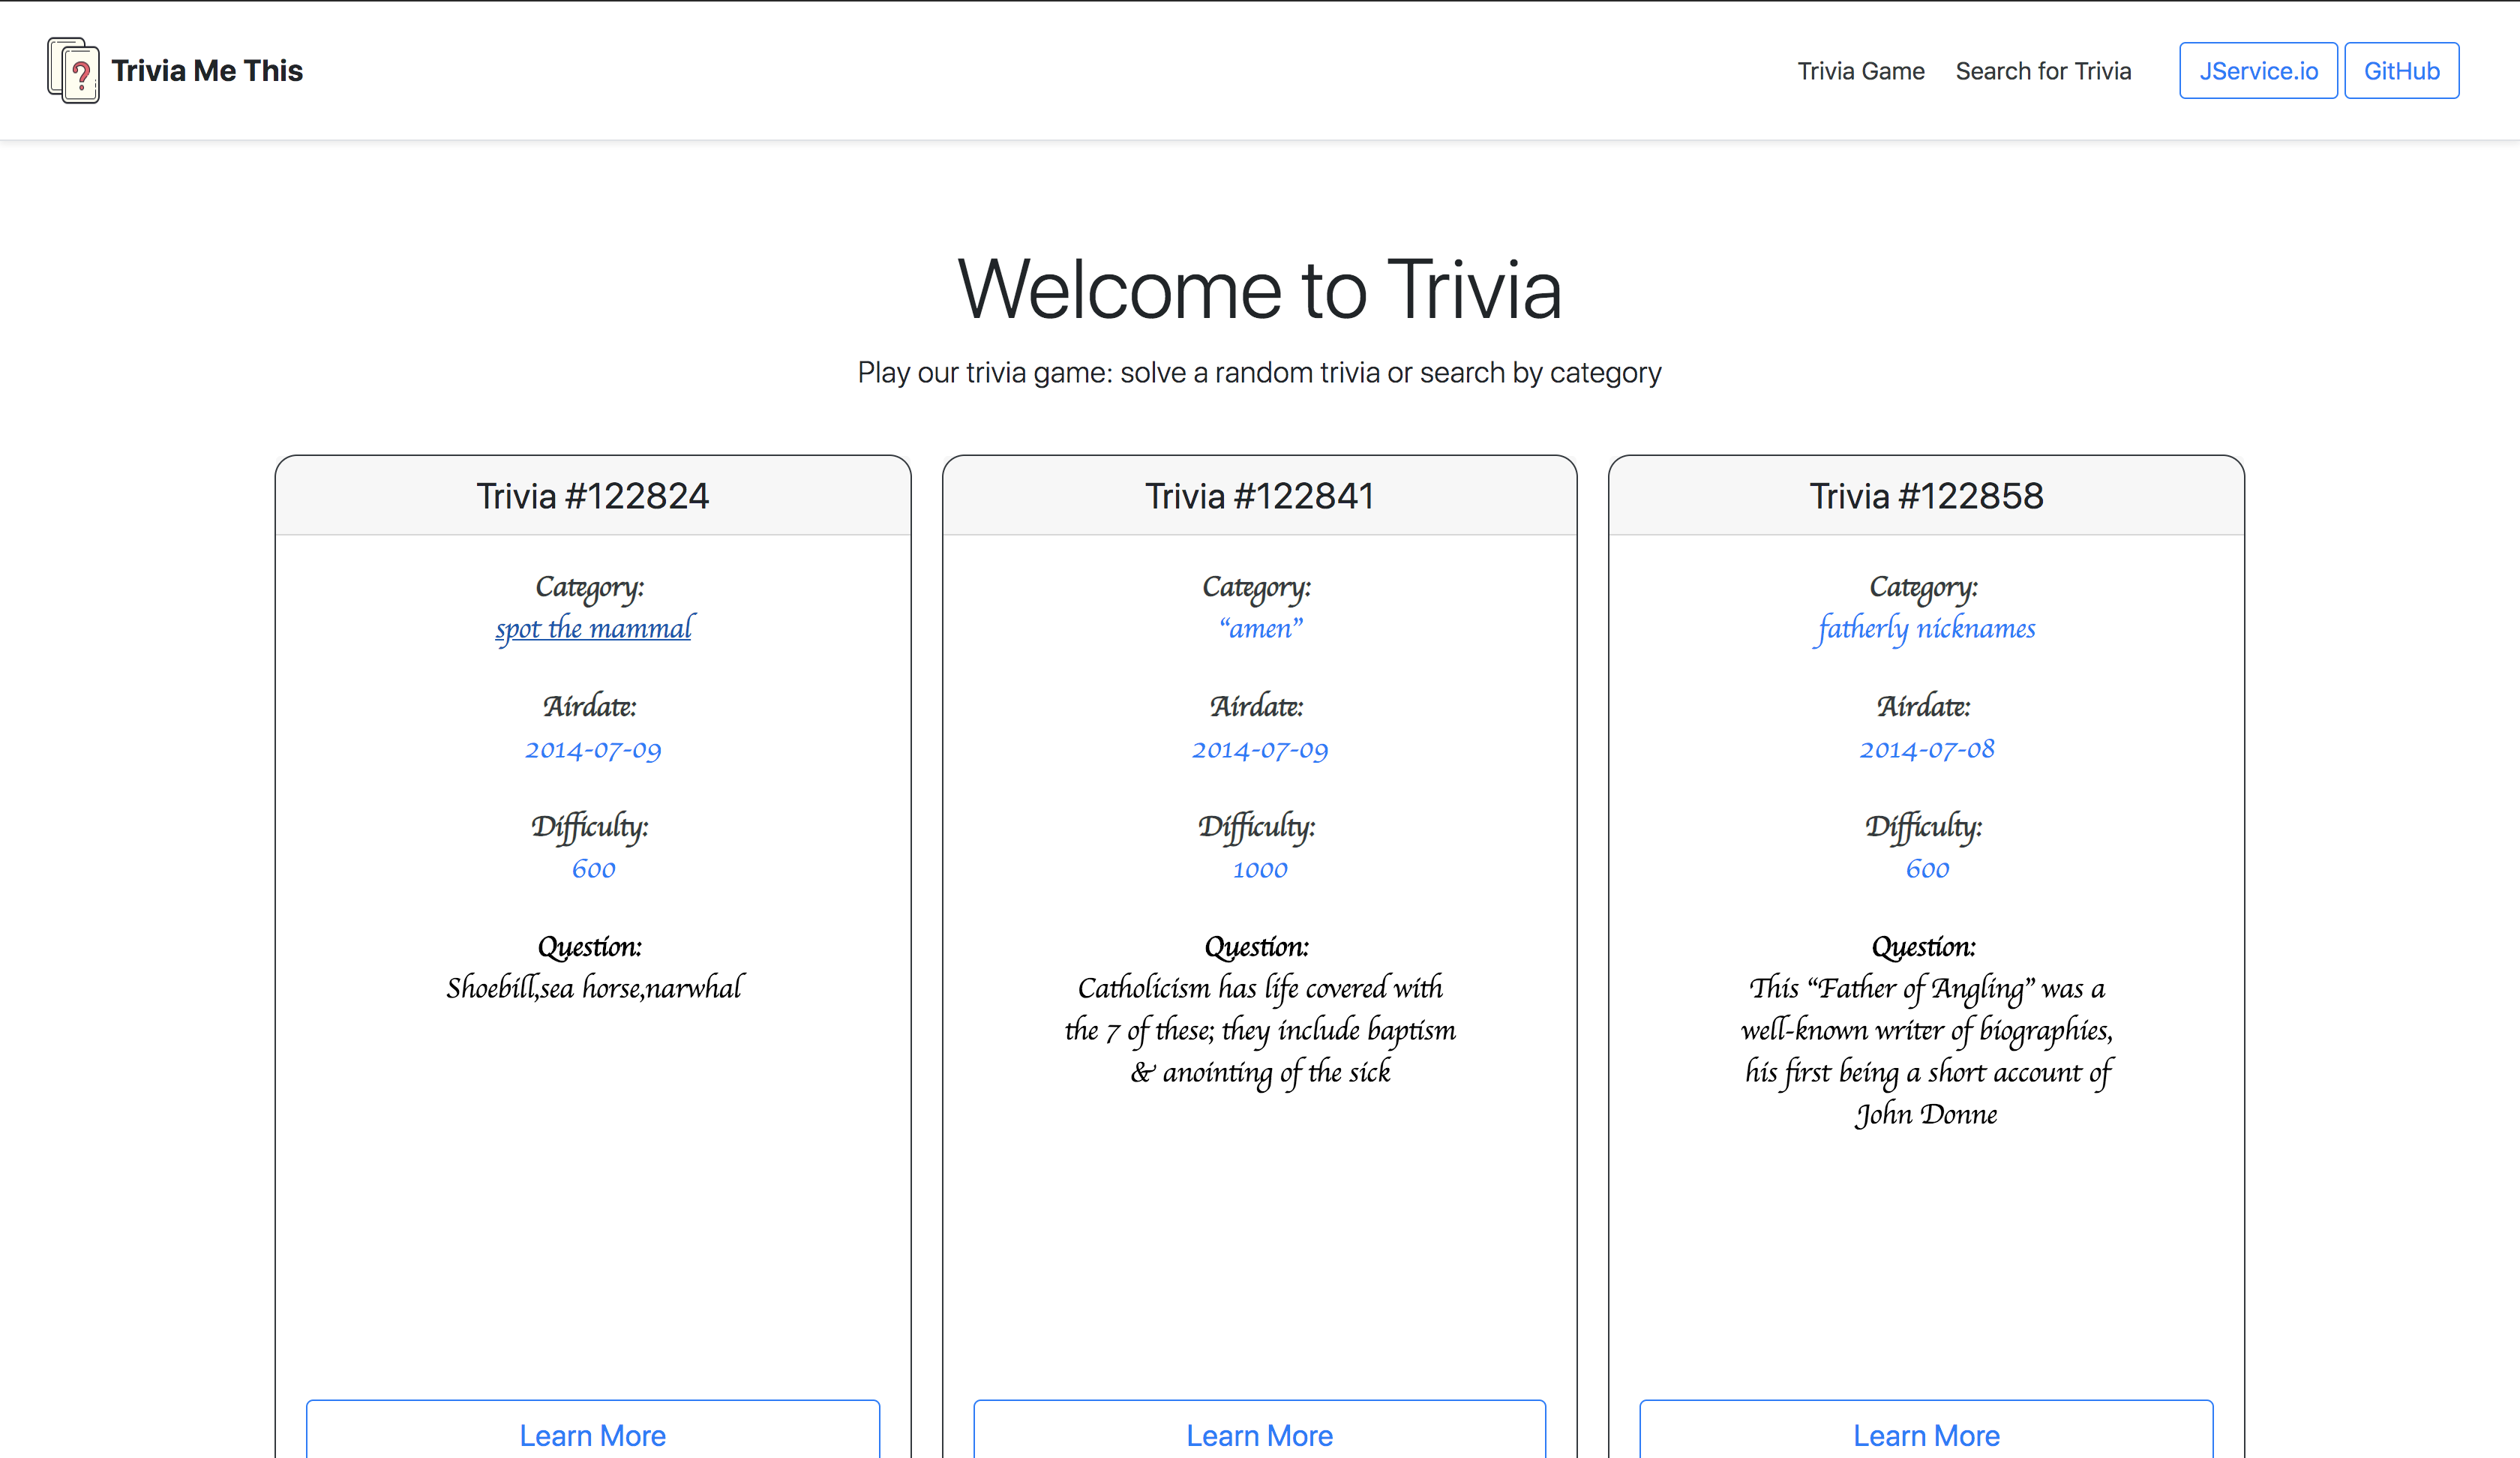 ?
Trivia Me This
Trivia Game
Search for Trivia
JService.io
GitHub
Welcome to Trivia
Play our trivia game: solve a random trivia or search by category
Trivia #122824
Category:
spot the mammal
Airdate:
2014-07-09
Difficulty:
600
Question:
Shoebill,sea horse,narwhal
Learn More
Trivia #122841
Category:
“amen”
Airdate:
2014-07-09
Difficulty:
1000
Question:
Catholicism has life covered with
the 7 of these; they include baptism
& anointing of the sick
Learn More
Trivia #122858
Category:
fatherly nicknames
Airdate:
2014-07-08
Difficulty:
600
Question:
This “Father of Angling” was a
well-known writer of biographies,
his first being a short account of
John Donne
Learn More